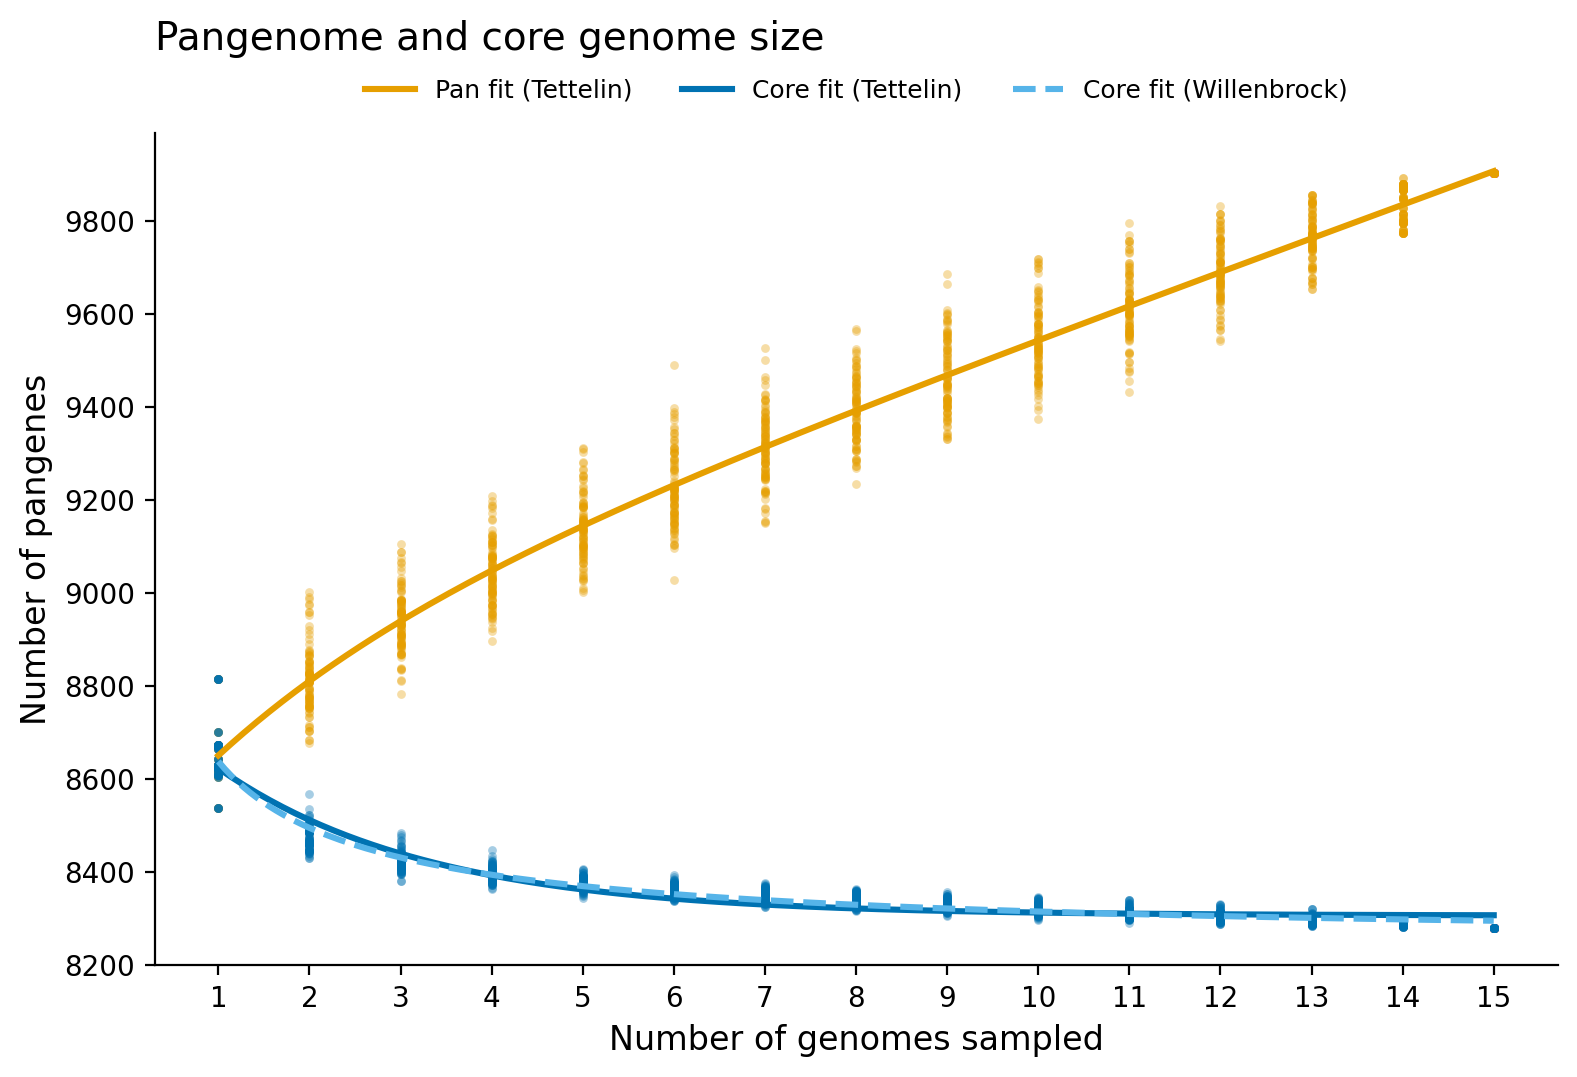 Pangenome and core genome size
Pan fit (Tettelin) Core fit (Tettelin) Core fit (Willenbrock)
Number of pangenes
9800
9600
9400
9200
9000
8800
8600
8400
8200
1 2 3 4 5 6 7 8 9 10 11 12 13 14 15
Number of genomes sampled